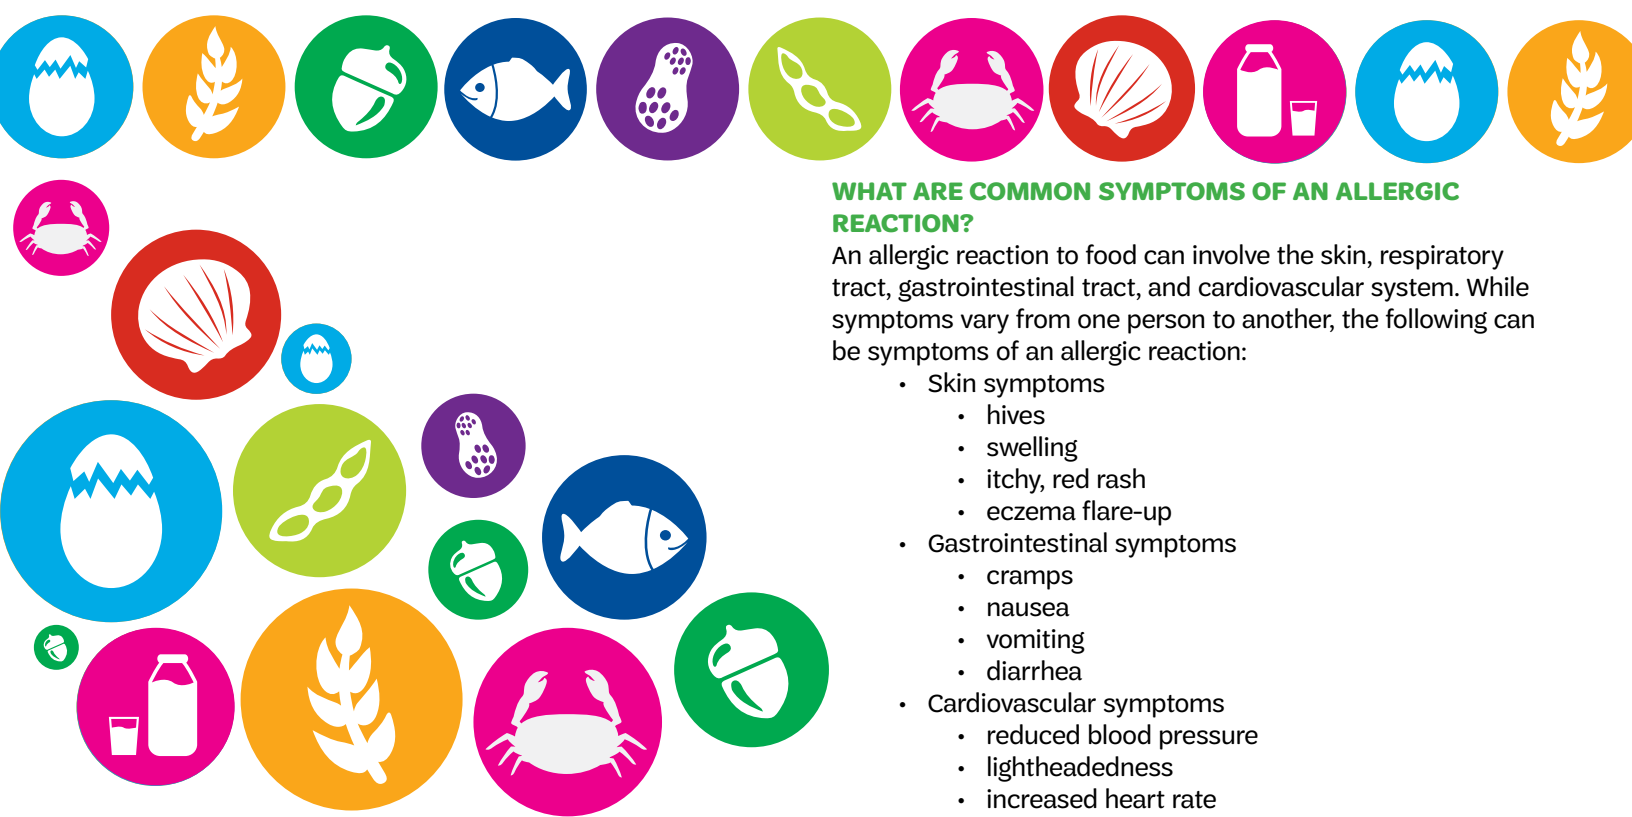 WHAT ARE COMMON SYMPTOMS OF AN ALLERGIC
REACTION?
An allergic reaction to food can involve the skin, respiratory
tract, gastrointestinal tract, and cardiovascular system. While
symptoms vary from one person to another, the following can
be symptoms of an allergic reaction:
• Skin symptoms
• hives
• swelling
• itchy, red rash
• eczema flare-up
• Gastrointestinal symptoms
• cramps
• nausea
• vomiting
• diarrhea
• Cardiovascular symptoms
• reduced blood pressure
• lightheadedness
• increased heart rate